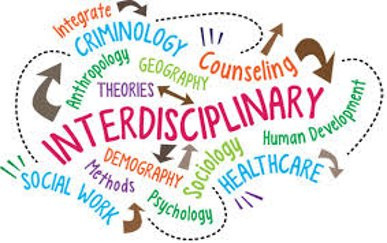 Integrate
CRIMINOLOGY
Anthropology
GEOGRAPHY
Counseling
THEORIES
INTERDISCIPLINARY
Human Development
DEMOGRAPHY
Sociology
HEALTHCARE
Methods
SOCIAL WORK
Psychology